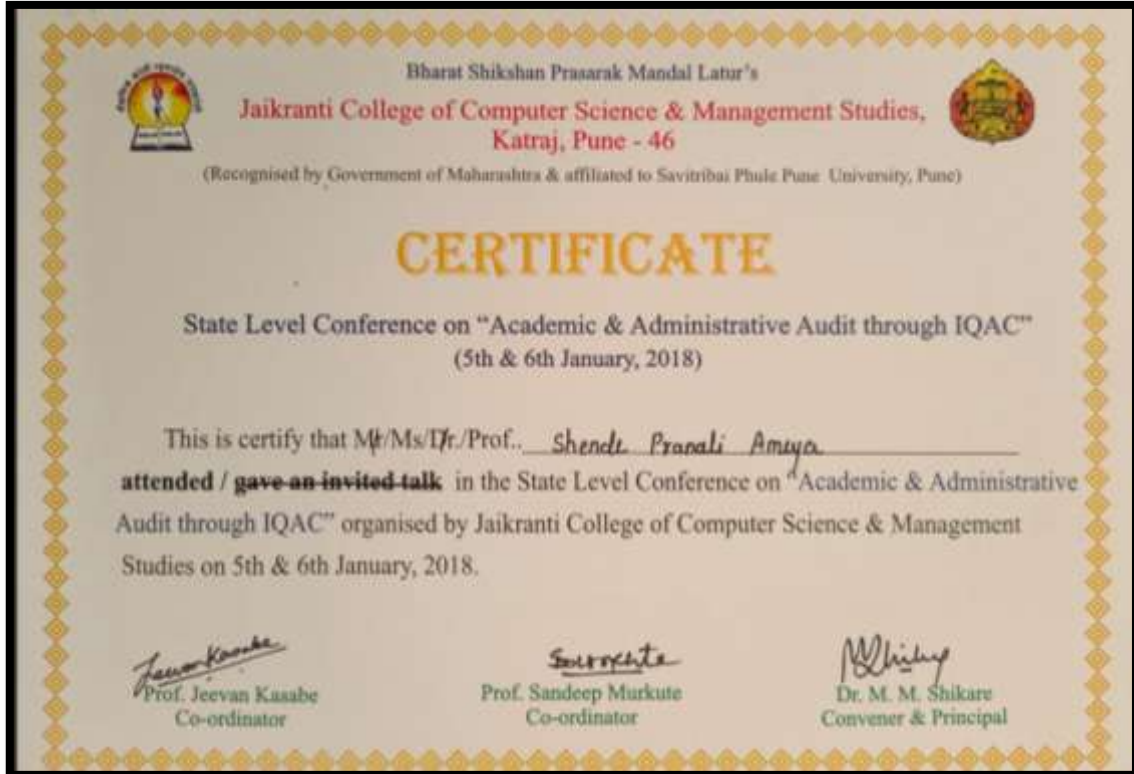 Bharat Shikshan Prasarak Mandal Latur's
Jaikranti College of Computer Science & Management Studies,
Katraj, Pune - 46
(Recognised by Government of Maharashtra & affiliated to Savitribai Phule Pune University, Pune)
CERTIFICATE
State Level Conference on “Academic & Administrative Audit through IQAC”
(5th & 6th January, 2018)
This is certify that Mr/Ms/Dr./Prof.. Shende Pranali Ameya
attended / gave an invited talk in the State Level Conference on “Academic & Administrative
Audit through IQAC” organised by Jaikranti College of Computer Science & Management
Studies on 5th & 6th January, 2018.
Prof. Jeevan Kasabe
Co-ordinator
Prof. Sandeep Murkute
Co-ordinator
Dr. M. M. Shikare
Convener & Principal